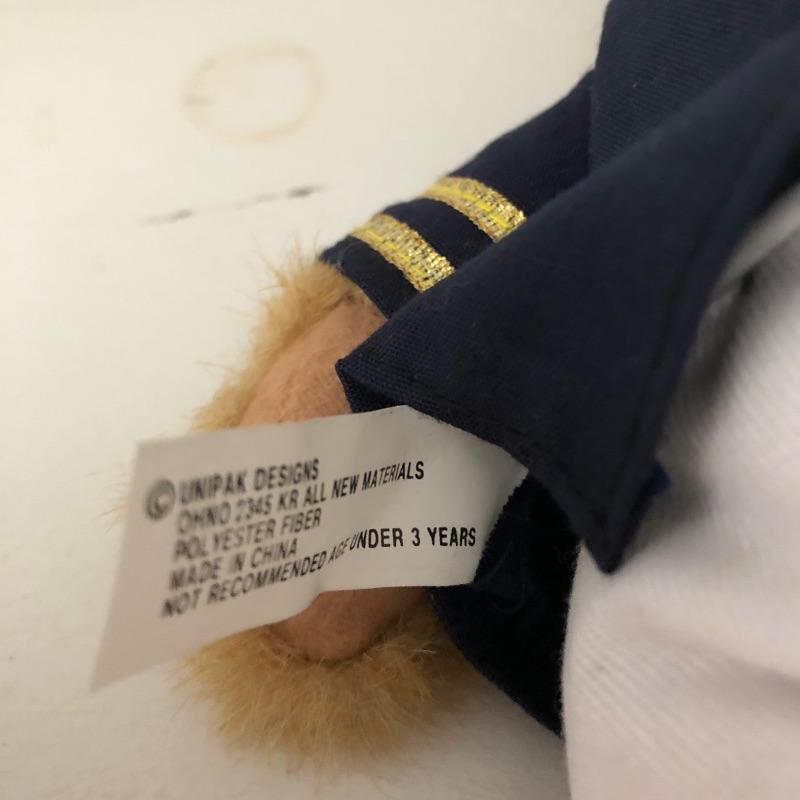 © UNIPAK DESIGNS
OHNO 2345 KR ALL NEW MATERIALS
POLYESTER FIBER
MADE IN CHINA
NOT RECOMMENDED AGE UNDER 3 YEARS